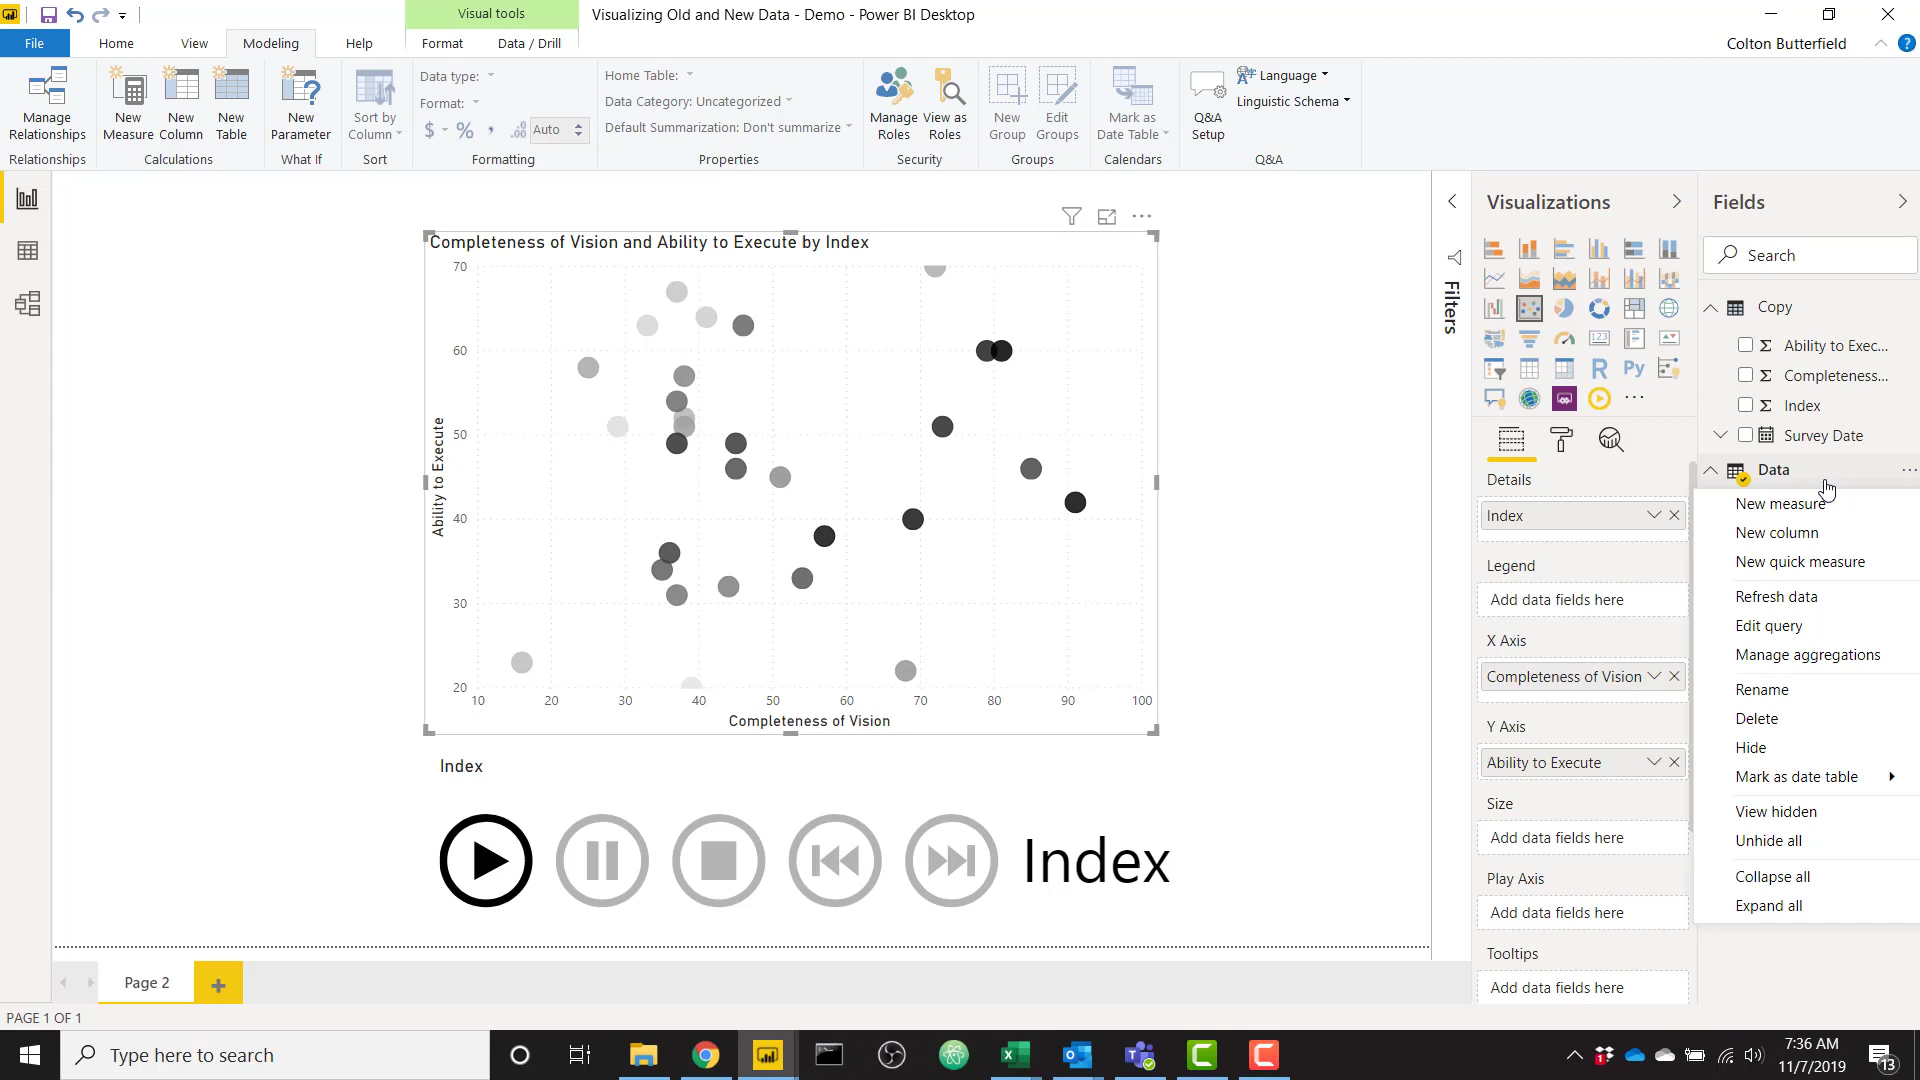 Visual tools
Visualizing Old and New Data - Demo - Power BI Desktop
File Home View Modeling Help Format Data / Drill
Colton Butterfield
Manage Relationships
Relationships
New Measure
New Column
New Table
Calculations
New Parameter
What If
Sort by Column
Sort
Data type:
Format:
$ % , .00 Auto
Formatting
Home Table:
Data Category: Uncategorized
Default Summarization: Don't summarize
Properties
Manage Roles
View as Roles
Security
New Group
Edit Groups
Groups
Mark as Date Table
Calendars
Q&A Setup
Language
Linguistic Schema
Q&A
Completeness of Vision and Ability to Execute by Index
70
60
50
40
30
20
Ability to Execute
10 20 30 40 50 60 70 80 90 100
Completeness of Vision
Index
Index
Filters
Visualizations
R Py
123
Details
Index
Legend
Add data fields here
X Axis
Completeness of Vision
Y Axis
Ability to Execute
Size
Add data fields here
Play Axis
Add data fields here
Tooltips
Add data fields here
Fields
Search
Copy
Ability to Exec...
Completeness...
Index
Survey Date
Data
New measure
New column
New quick measure
Refresh data
Edit query
Manage aggregations
Rename
Delete
Hide
Mark as date table
View hidden
Unhide all
Collapse all
Expand all
Page 2
PAGE 1 OF 1
Type here to search
7:36 AM
11/7/2019
13